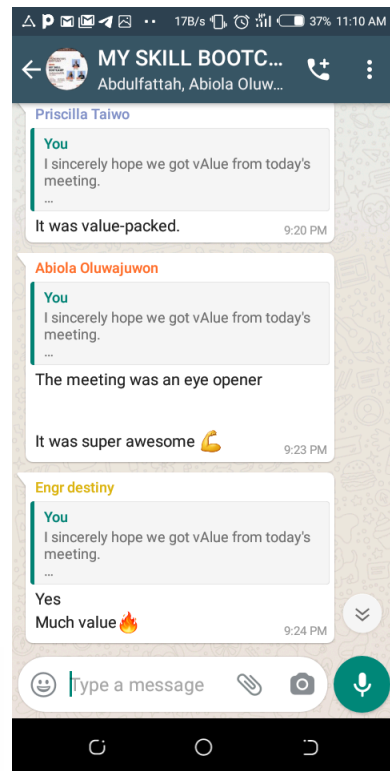 17B/s 37% 11:10 AM
MY SKILL BOOTC...
Abdulfattah, Abiola Oluw...
Priscilla Taiwo
You
I sincerely hope we got vAlue from today's
meeting.
...
It was value-packed.
9:20 PM
Abiola Oluwajuwon
You
I sincerely hope we got vAlue from today's
meeting.
...
The meeting was an eye opener
It was super awesome 💪
9:23 PM
Engr destiny
You
I sincerely hope we got vAlue from today's
meeting.
...
Yes
Much value🔥
9:24 PM
Type a message